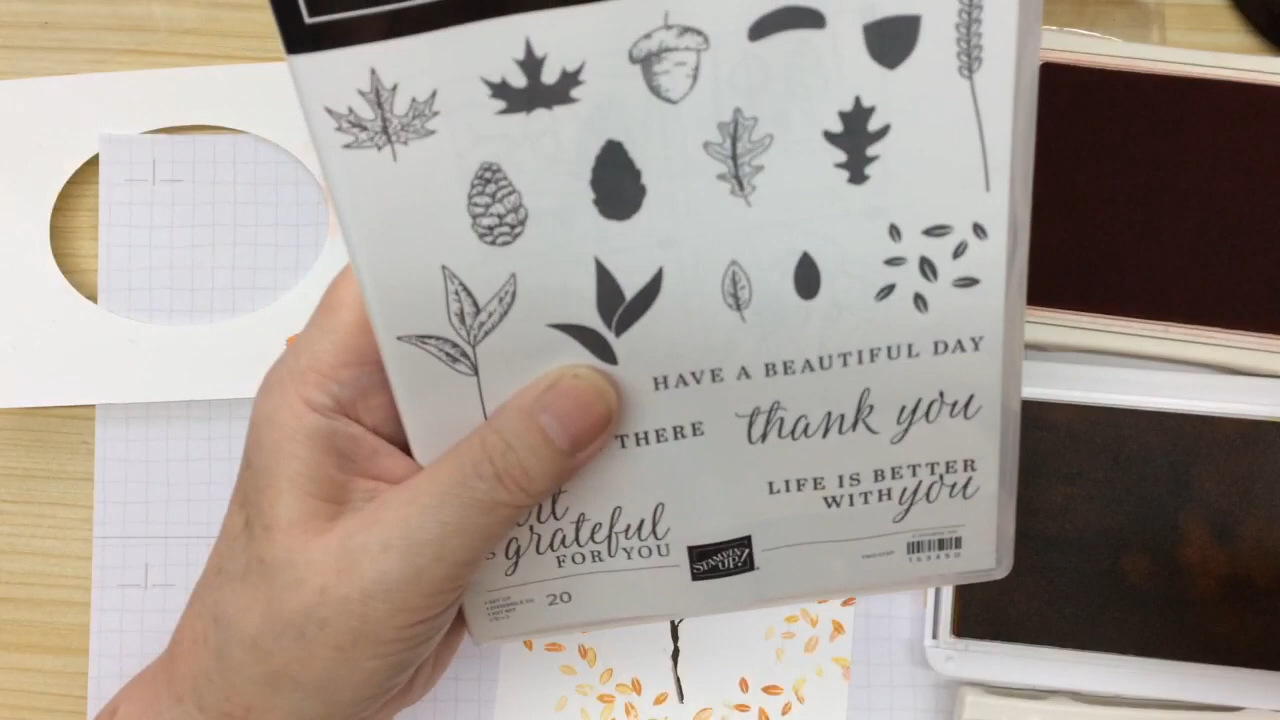 HAVE A BEAUTIFUL DAY
THERE
thank you
LIFE IS BETTER
WITH you
grateful
FOR YOU
STAMPIN' UP!
20